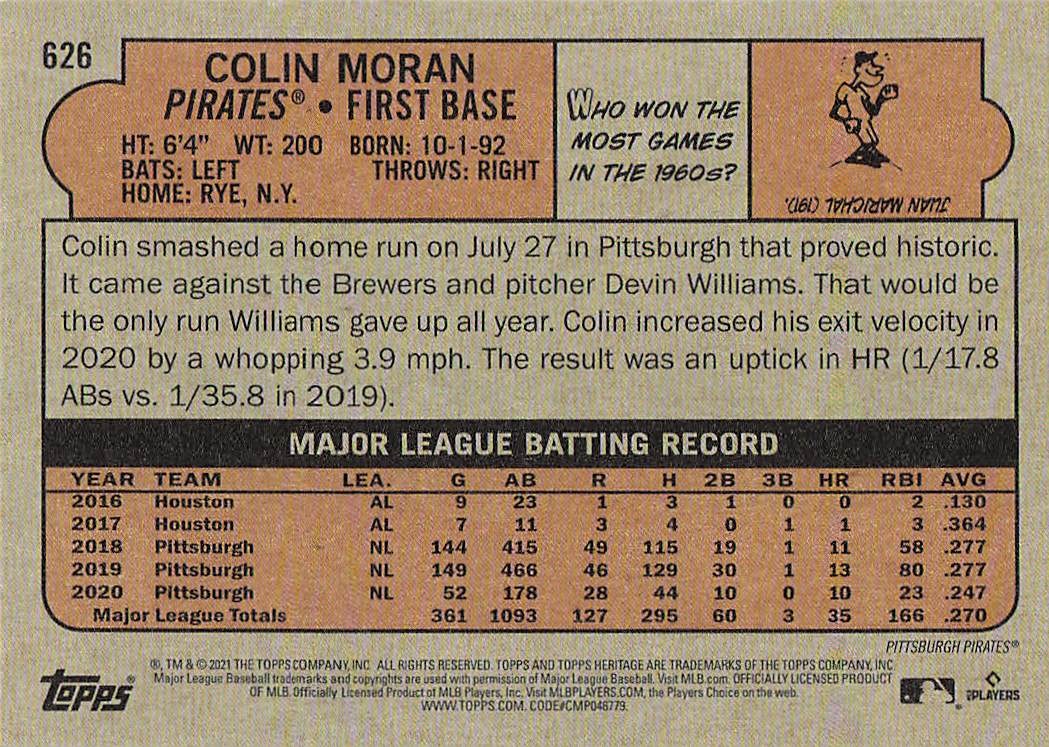 626
COLIN MORAN
PIRATES® • FIRST BASE
HT: 6'4" WT: 200 BORN: 10-1-92
BATS: LEFT THROWS: RIGHT
HOME: RYE, N.Y.
WHO WON THE
MOST GAMES
IN THE 1960s?
JUAN MARICHAL (191).
Colin smashed a home run on July 27 in Pittsburgh that proved historic.
It came against the Brewers and pitcher Devin Williams. That would be
the only run Williams gave up all year. Colin increased his exit velocity in
2020 by a whopping 3.9 mph. The result was an uptick in HR (1/17.8
ABs vs. 1/35.8 in 2019).
MAJOR LEAGUE BATTING RECORD
YEAR TEAM LEA. G AB R H 2B 3B HR RBI AVG
2016 Houston AL 9 23 1 3 1 0 0 2 .130
2017 Houston AL 7 11 3 4 0 1 1 3 .364
2018 Pittsburgh NL 144 415 49 115 19 1 11 58 .277
2019 Pittsburgh NL 149 466 46 129 30 1 13 80 .277
2020 Pittsburgh NL 52 178 28 44 10 0 10 23 .247
Major League Totals 361 1093 127 295 60 3 35 166 .270
PITTSBURGH PIRATES®
®, TM & © 2021 THE TOPPS COMPANY, INC. ALL RIGHTS RESERVED. TOPPS AND TOPPS HERITAGE ARE TRADEMARKS OF THE TOPPS COMPANY, INC.
Major League Baseball trademarks and copyrights are used with permission of Major League Baseball. Visit MLB.com. OFFICIALLY LICENSED PRODUCT
OF MLB Officially Licensed Product of MLB Players, Inc. Visit MLBPLAYERS.COM, the Players Choice on the web.
WWW.TOPPS.COM. CODE#CMP046779.
Topps®
MLB PLAYERS